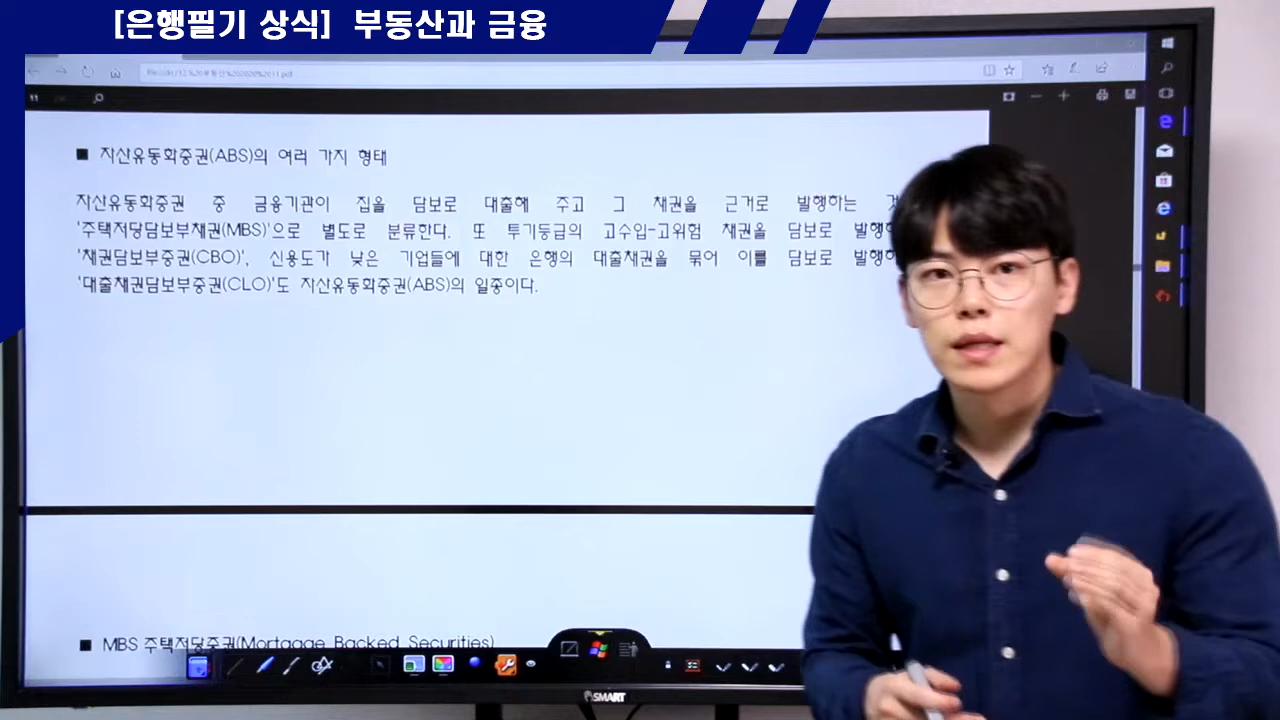 [은행필기 상식] 부동산과 금융
11
■ 자산유동화증권(ABS)의 여러 가지 형태
자산유동화증권 중 금융기관이 집을 담보로 대출해 주고 그 채권을 근거로 발행하는
'주택저당담보부채권(MBS)'으로 별도로 분류한다. 또 투기등급의 고수입-고위험 채권을 담보로
'채권담보부증권(CBO)', 신용도가 낮은 기업들에 대한 은행의 대출채권을 묶어 이를 담보로
'대출채권담보부증권(CLO)'도 자산유동화증권(ABS)의 일종이다.
■ MBS 주택저당증권(Mortgage Backed Securities)
SMART